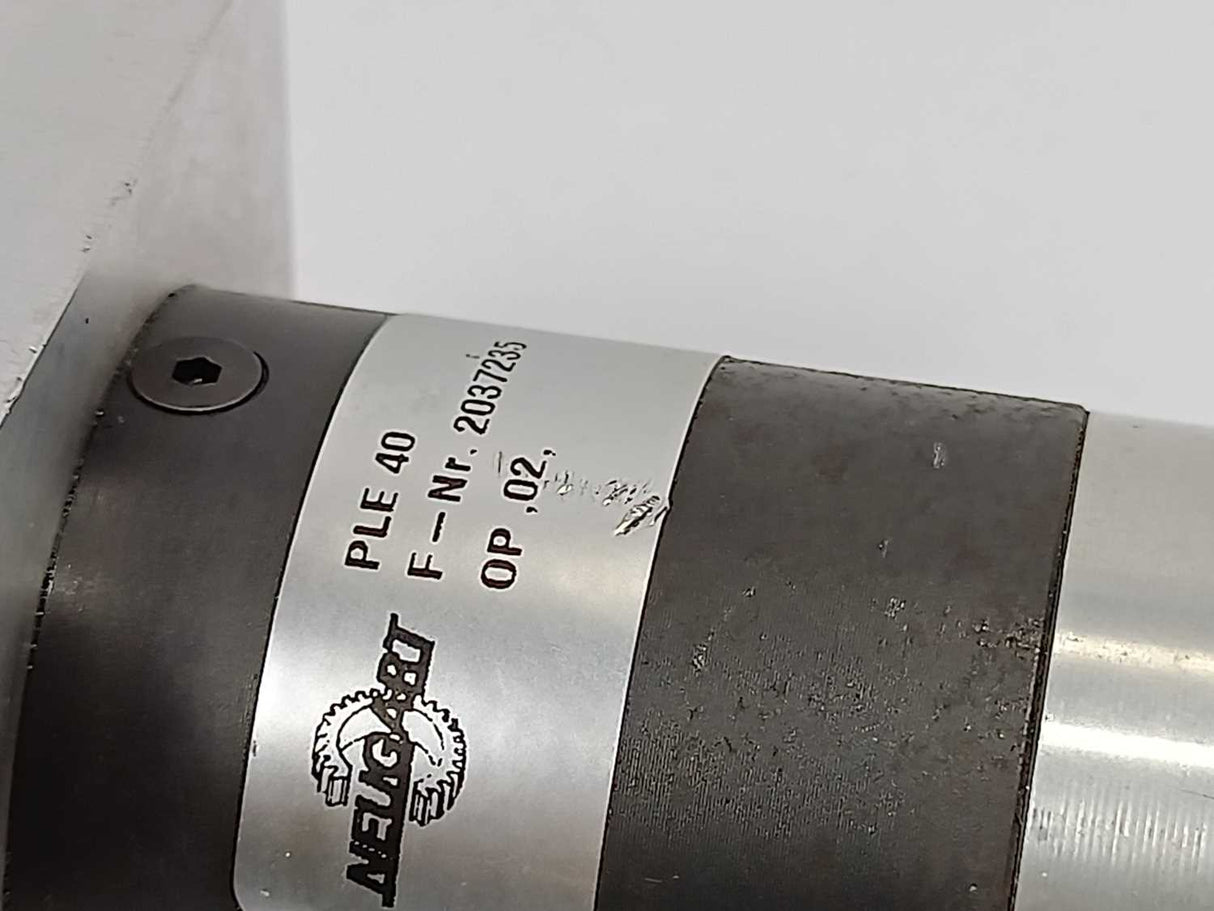 NEUGART
PLE 40
F-Nr. 2037235
OP ,02,